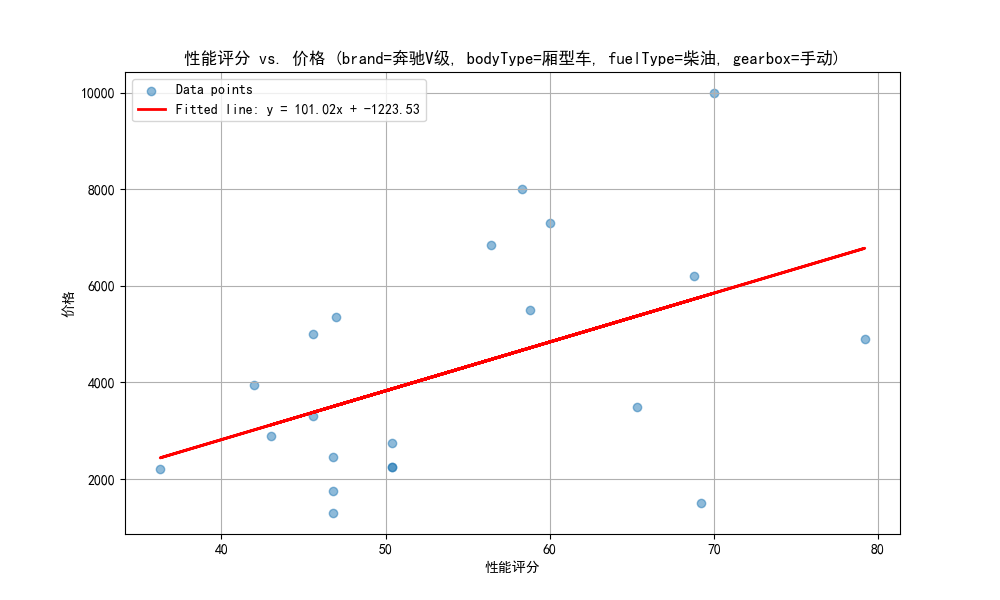 性能评分 vs. 价格 (brand=奔驰V级, bodyType=厢型车, fuelType=柴油, gearbox=手动)
Data points
Fitted line: y = 101.02x + -1223.53
10000
8000
6000
4000
2000
价格
40 50 60 70 80
性能评分